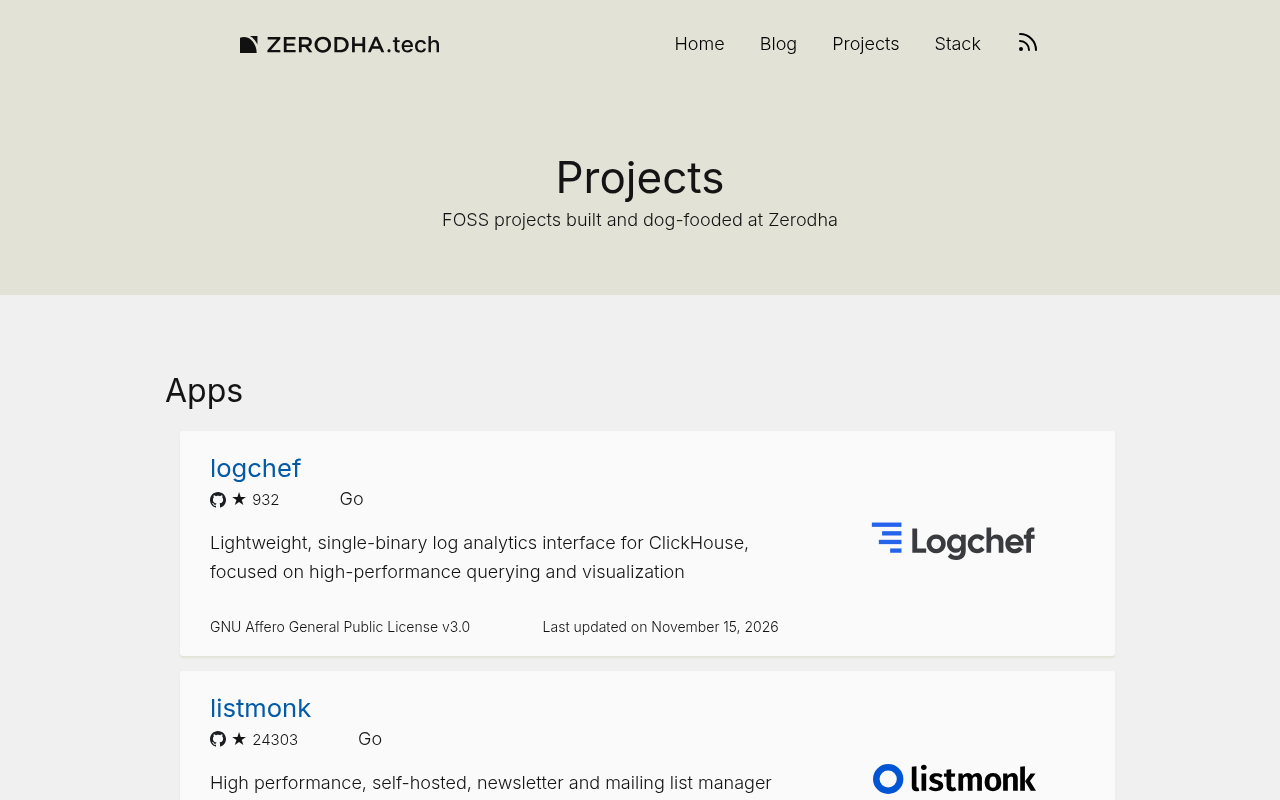 ZERODHA.tech
Home Blog Projects Stack
Projects
FOSS projects built and dog-fooded at Zerodha
Apps
logchef
★ 932 Go
Lightweight, single-binary log analytics interface for ClickHouse,
focused on high-performance querying and visualization
Logchef
GNU Affero General Public License v3.0 Last updated on November 15, 2026
listmonk
★ 24303 Go
High performance, self-hosted, newsletter and mailing list manager
listmonk